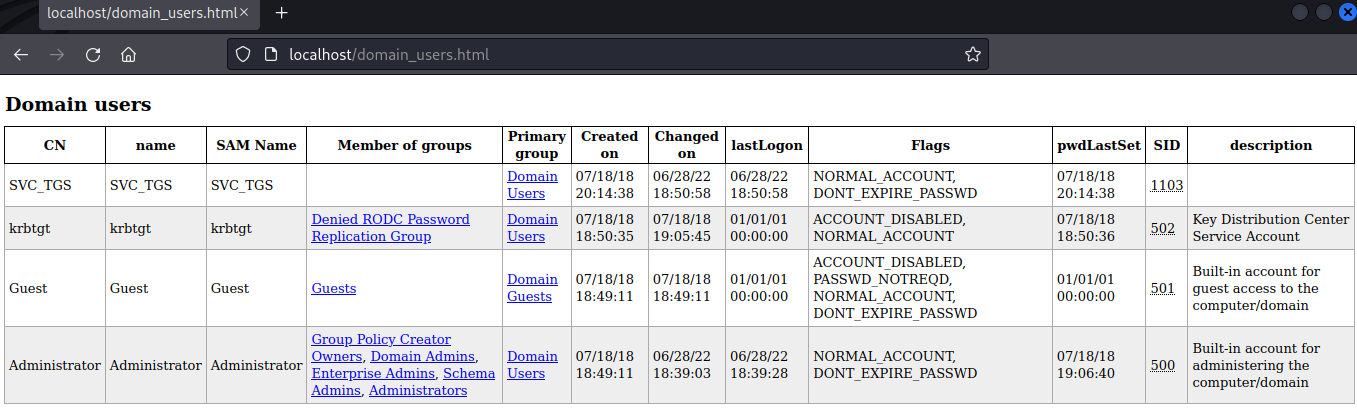 localhost/domain_users.html
localhost/domain_users.html
Domain users
CN name SAM Name Member of groups Primary group Created on Changed on lastLogon Flags pwdLastSet SID description
SVC_TGS SVC_TGS SVC_TGS Domain Users 07/18/18 20:14:38 06/28/22 18:50:58 06/28/22 18:50:58 NORMAL_ACCOUNT, DONT_EXPIRE_PASSWD 07/18/18 20:14:38 1103
krbtgt krbtgt krbtgt Denied RODC Password Replication Group Domain Users 07/18/18 18:50:35 07/18/18 19:05:45 01/01/01 00:00:00 ACCOUNT_DISABLED, NORMAL_ACCOUNT 07/18/18 18:50:36 502 Key Distribution Center Service Account
Guest Guest Guest Guests Domain Guests 07/18/18 18:49:11 07/18/18 18:49:11 01/01/01 00:00:00 ACCOUNT_DISABLED, PASSWD_NOTREQD, NORMAL_ACCOUNT, DONT_EXPIRE_PASSWD 01/01/01 00:00:00 501 Built-in account for guest access to the computer/domain
Administrator Administrator Administrator Group Policy Creator Owners, Domain Admins, Enterprise Admins, Schema Admins, Administrators Domain Users 07/18/18 18:49:11 06/28/22 18:39:03 06/28/22 18:39:28 NORMAL_ACCOUNT, DONT_EXPIRE_PASSWD 07/18/18 19:06:40 500 Built-in account for administering the computer/domain